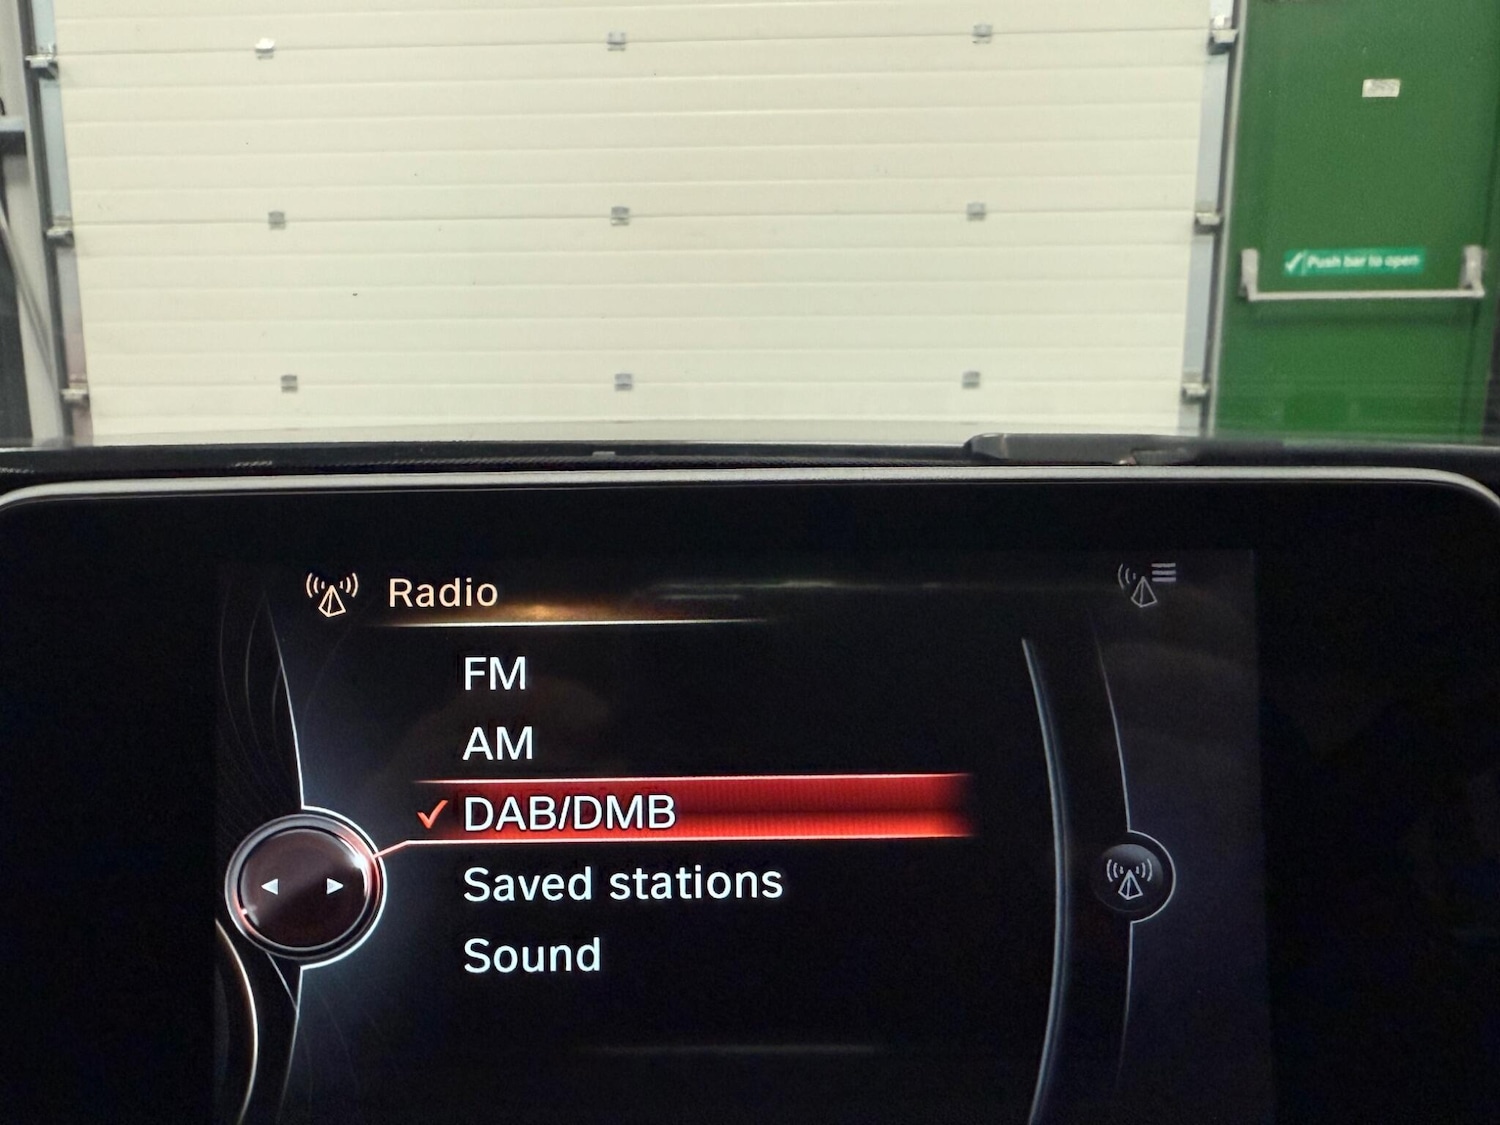 Push bar to open
Radio
FM
AM
DAB/DMB
Saved stations
Sound